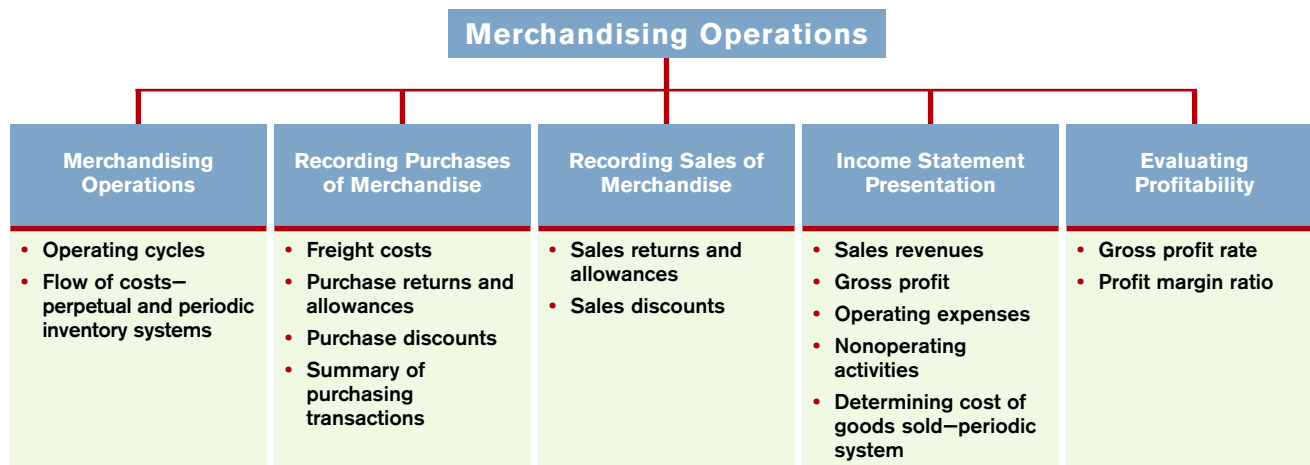 Merchandising Operations
Merchandising
Operations
• Operating cycles
• Flow of costs—
perpetual and periodic
inventory systems
Recording Purchases
of Merchandise
• Freight costs
• Purchase returns and
allowances
• Purchase discounts
• Summary of
purchasing
transactions
Recording Sales of
Merchandise
• Sales returns and
allowances
• Sales discounts
Income Statement
Presentation
• Sales revenues
• Gross profit
• Operating expenses
• Nonoperating
activities
• Determining cost of
goods sold—periodic
system
Evaluating
Profitability
• Gross profit rate
• Profit margin ratio